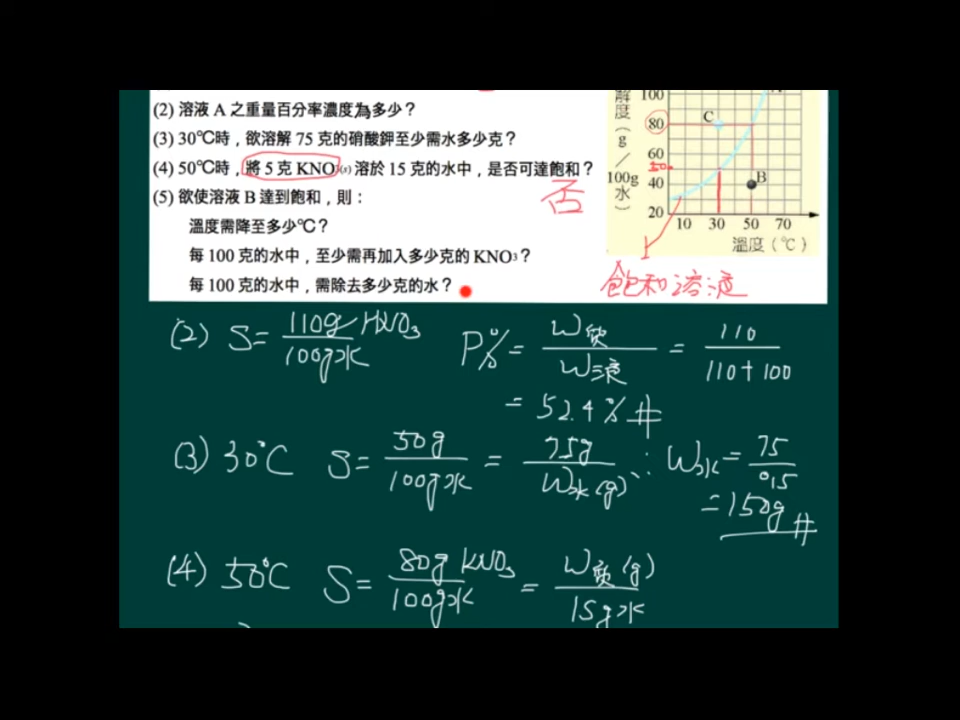 (2) 溶液 A 之重量百分率濃度為多少？
(3) 30℃時，欲溶解 75 克的硝酸鉀至少需水多少克？
(4) 50℃時，將 5 克 KNO3(s) 溶於 15 克的水中，是否可達飽和？
否
(5) 欲使溶液 B 達到飽和，則：
溫度需降至多少℃？
每 100 克的水中，至少需再加入多少克的 KNO3？
每 100 克的水中，需除去多少克的水？
解度(g／100g水)
100
80
60
50
40
20
C
B
10 30 50 70
溫度 (℃)
飽和溶液
(2) S = 110g HNO3 / 100g水 P% = W質 / W液 = 110 / 110+100
= 52.4% #
(3) 30°C S = 50g / 100g水 = 75g / W水(g) ∴ W水 = 75 / 0.5
= 150g #
(4) 50°C S = 80g KNO3 / 100g水 = W質(g) / 15g水